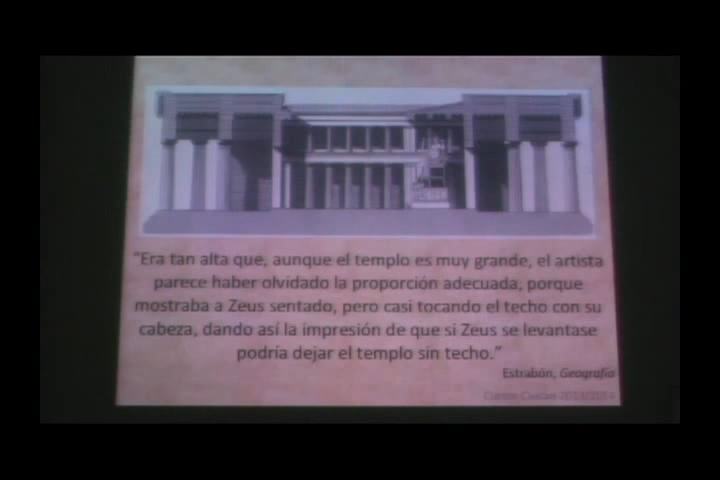 "Era tan alta que, aunque el templo es muy grande, el artista
parece haber olvidado la proporción adecuada, porque
mostraba a Zeus sentado, pero casi tocando el techo con su
cabeza, dando así la impresión de que si Zeus se levantase
podría dejar el templo sin techo."
Estrabón, Geografía